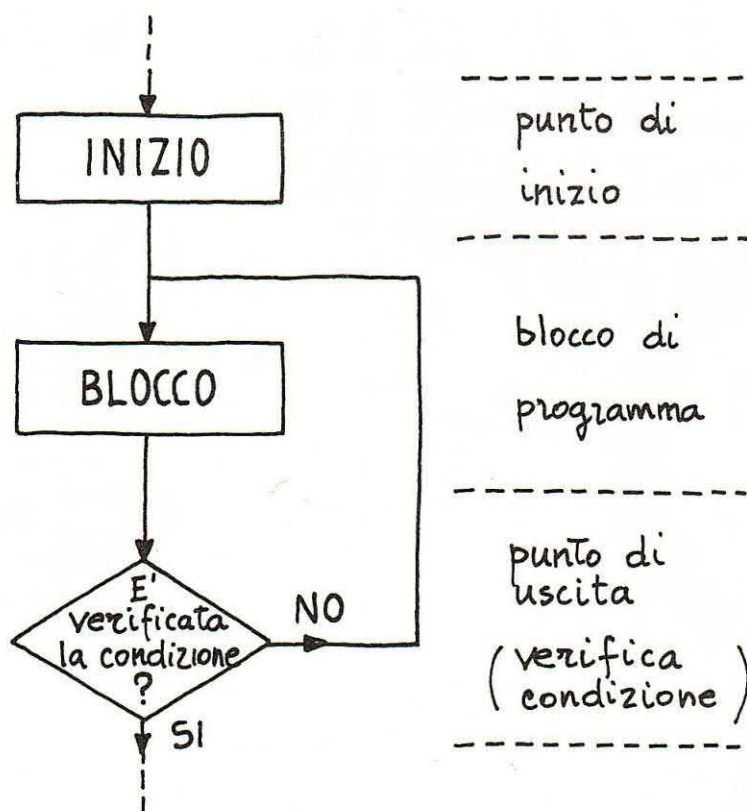 INIZIO
punto di
inizio
BLOCCO
blocco di
programma
E'
verificata
la condizione
?
NO
SI
punto di
uscita
(verifica
condizione)